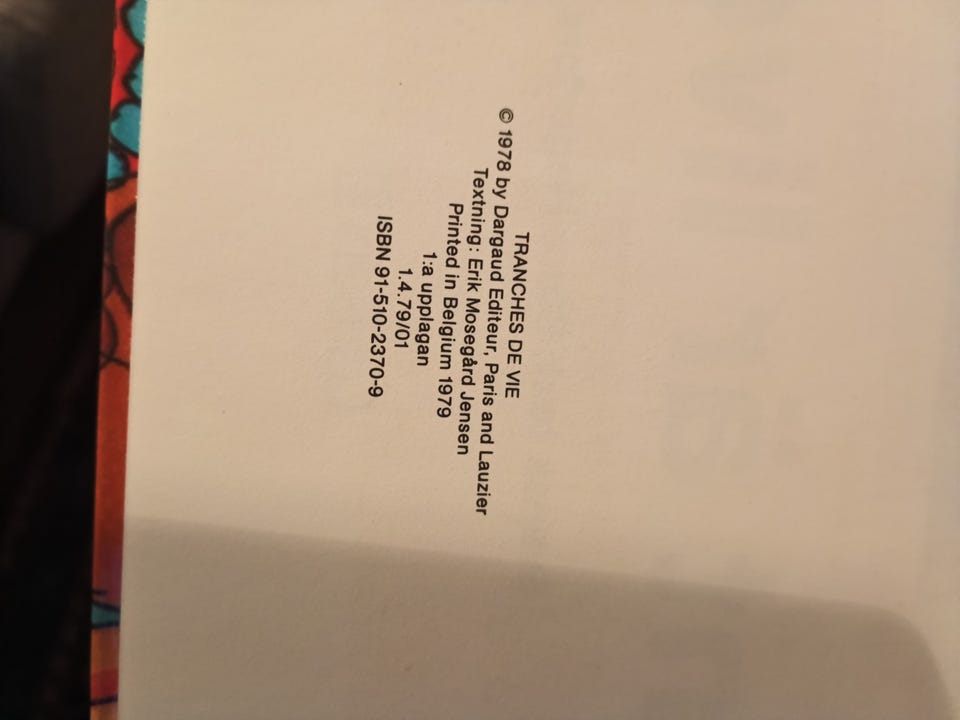 TRANCHES DE VIE
© 1978 by Dargaud Editeur, Paris and Lauzier
Textning: Erik Mosegård Jensen
Printed in Belgium 1979
1:a upplagan
1.4.79/01
ISBN 91-510-2370-9